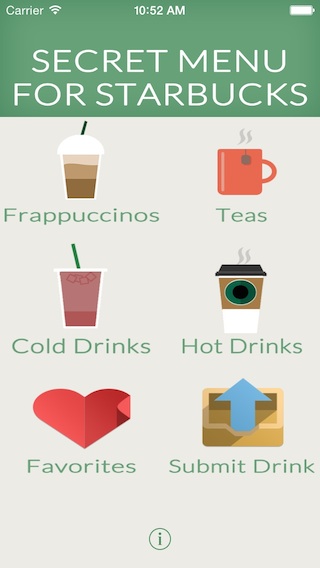 Carrier 10:52 AM
SECRET MENU
FOR STARBUCKS
Frappuccinos Teas
Cold Drinks Hot Drinks
Favorites Submit Drink
i